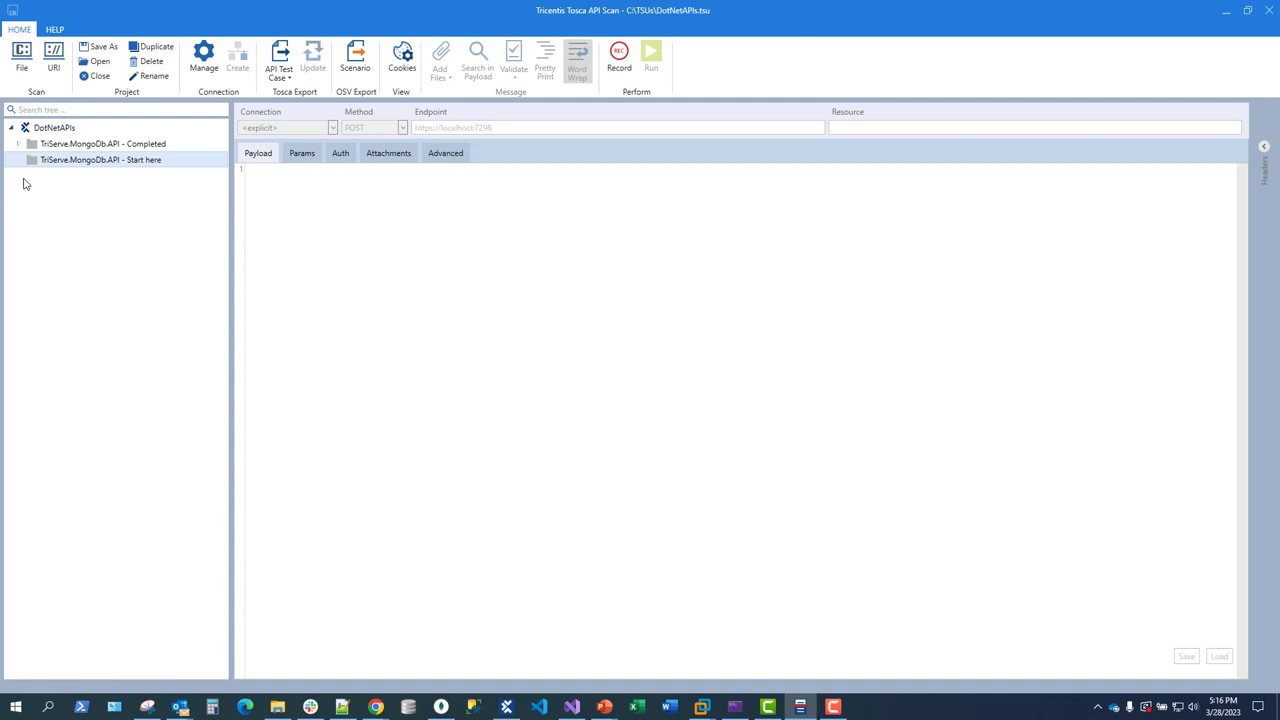 Tricentis Tosca API Scan - C:\TSUs\DotNetAPIs.tsu
HOME HELP
File URI Save As Open Close Duplicate Delete Rename Manage Create API Test Case Update Scenario Cookies Add Files Search in Payload Validate Pretty Print Word Wrap REC Record Run
Scan Project Connection Tosca Export OSV Export View Message Perform
Search tree ...
DotNetAPIs
TriServe.MongoDb.API - Completed
TriServe.MongoDb.API - Start here
Connection Method Endpoint Resource
<explicit> POST https://localhost:7298
Payload Params Auth Attachments Advanced
1
Headers
Save Load
5:16 PM
3/28/2023